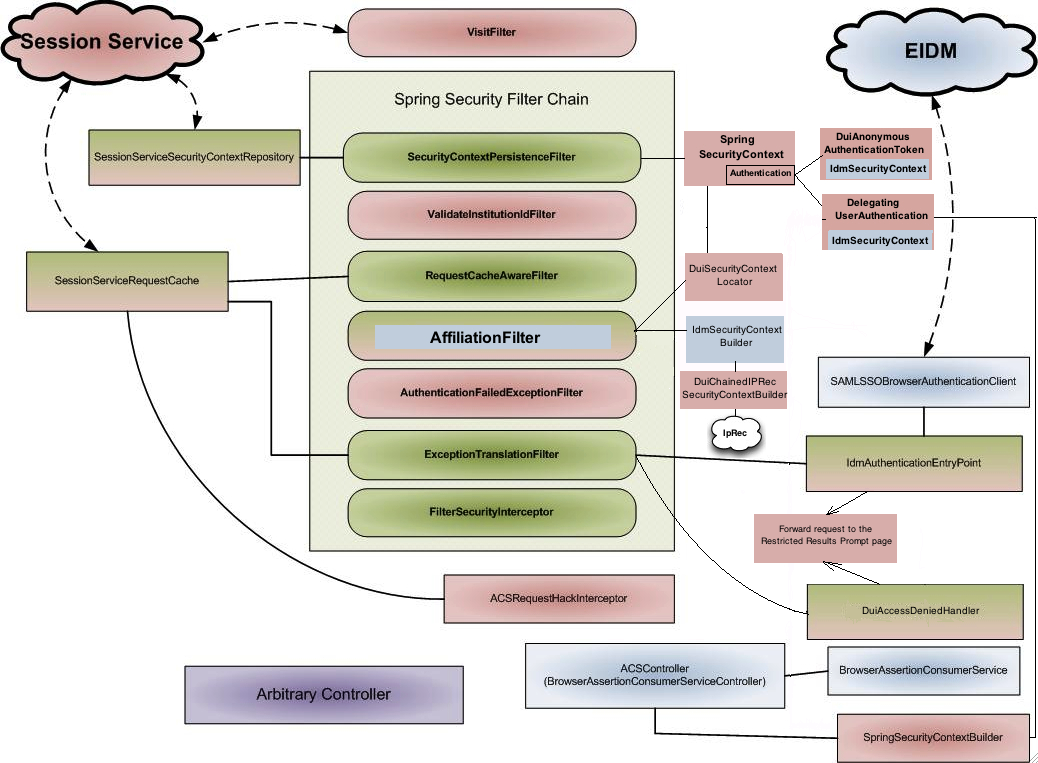 Session Service
VisitFilter
EIDM
Spring Security Filter Chain
SessionServiceSecurityContextRepository
SecurityContextPersistenceFilter
Spring
SecurityContext
Authentication
DuiAnonymous
AuthenticationToken
IdmSecurityContext
Delegating
UserAuthentication
IdmSecurityContext
ValidateInstitutionIdFilter
SessionServiceRequestCache
RequestCacheAwareFilter
DuiSecurityContext
Locator
AffiliationFilter
IdmSecurityContext
Builder
AuthenticationFailedExceptionFilter
DuiChainedIPRec
SecurityContextBuilder
IpRec
SAMLSSOBrowserAuthenticationClient
ExceptionTranslationFilter
IdmAuthenticationEntryPoint
FilterSecurityInterceptor
Forward request to the
Restricted Results Prompt page
ACSRequestHackInterceptor
DuiAccessDeniedHandler
Arbitrary Controller
ACSController
(BrowserAssertionConsumerServiceController)
BrowserAssertionConsumerService
SpringSecurityContextBuilder